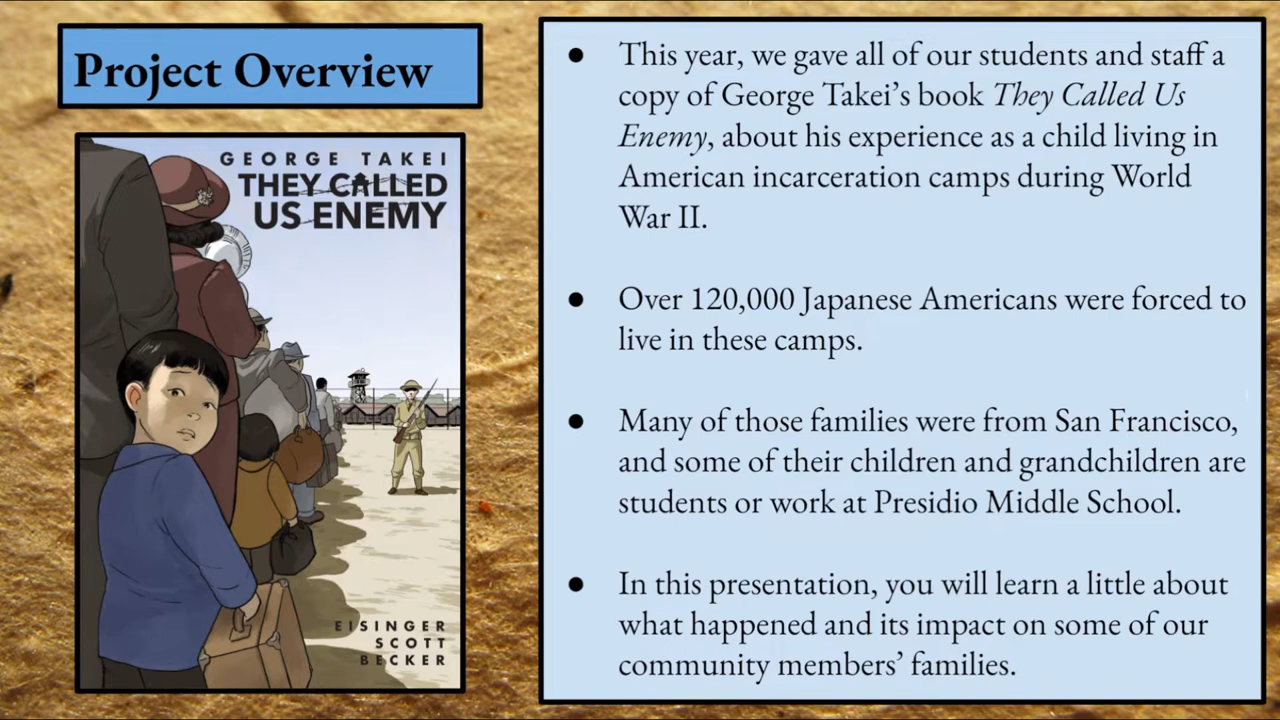 Project Overview
GEORGE TAKEI
THEY CALLED
US ENEMY
EISINGER
SCOTT
BECKER
● This year, we gave all of our students and staff a
copy of George Takei’s book They Called Us
Enemy, about his experience as a child living in
American incarceration camps during World
War II.
● Over 120,000 Japanese Americans were forced to
live in these camps.
● Many of those families were from San Francisco,
and some of their children and grandchildren are
students or work at Presidio Middle School.
● In this presentation, you will learn a little about
what happened and its impact on some of our
community members’ families.